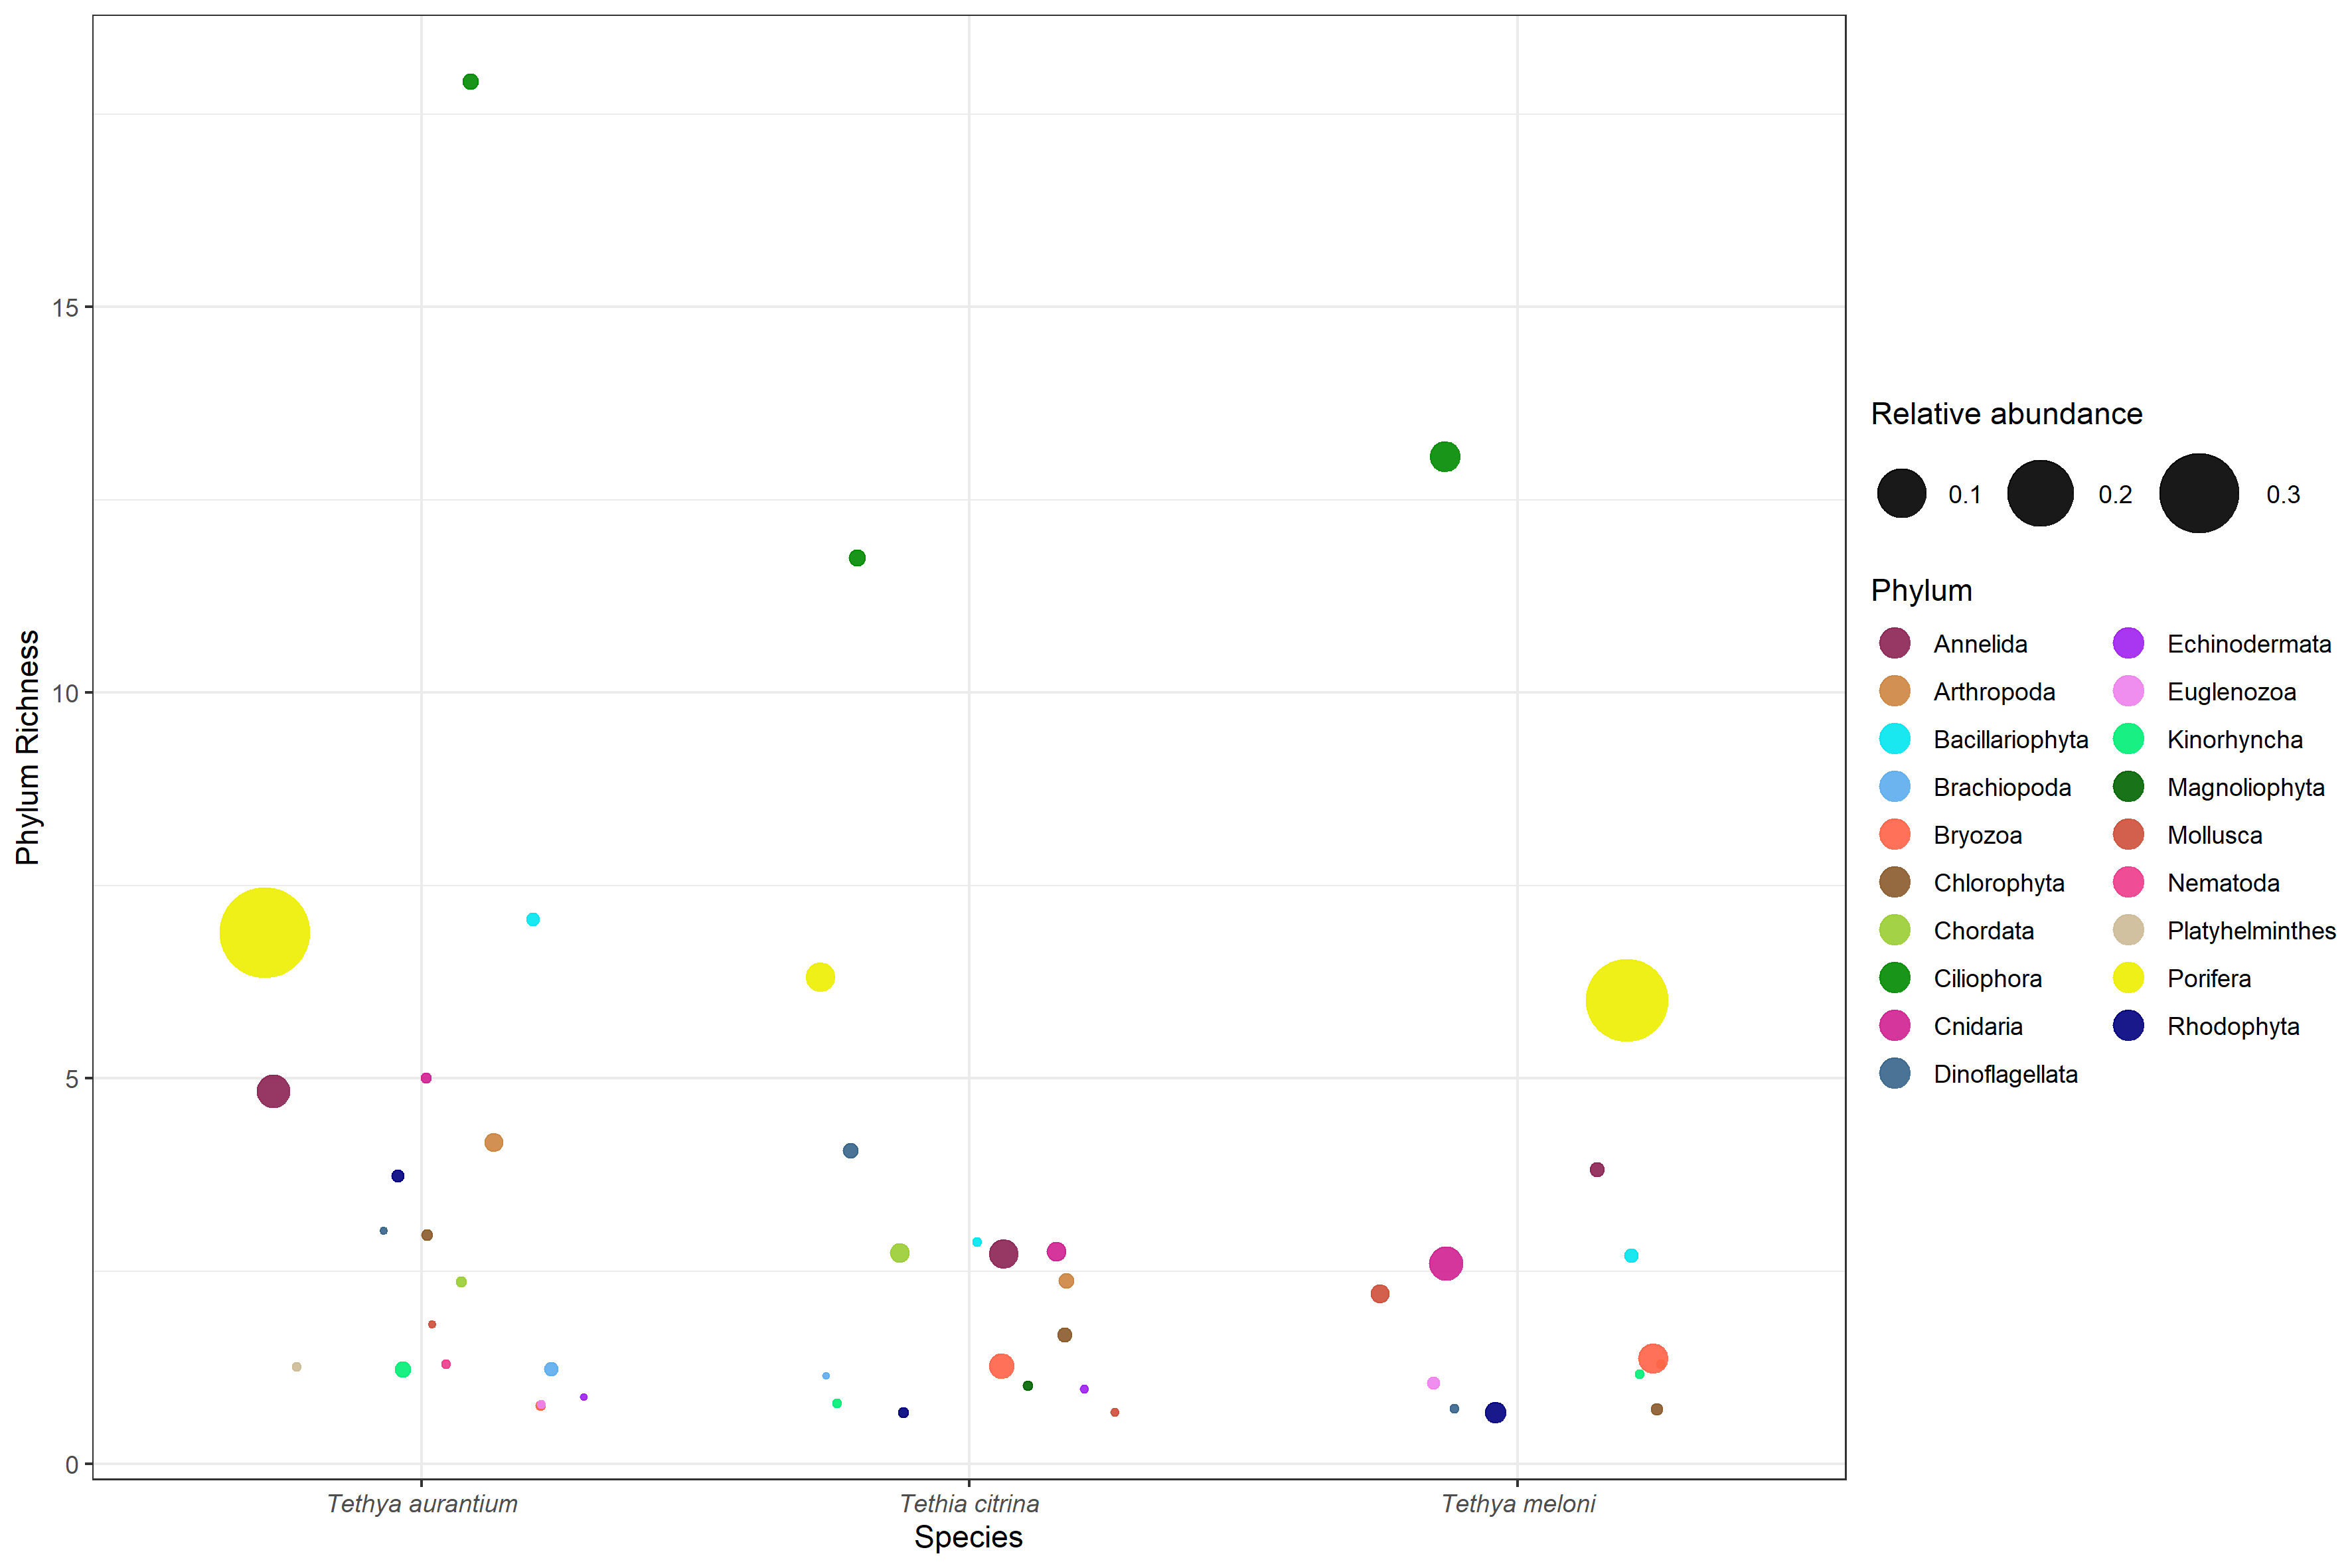 15
10
5
0
Phylum Richness
Tethya aurantium
Tethia citrina
Tethya meloni
Species
Relative abundance
0.1 0.2 0.3
Phylum
Annelida Echinodermata
Arthropoda Euglenozoa
Bacillariophyta Kinorhyncha
Brachiopoda Magnoliophyta
Bryozoa Mollusca
Chlorophyta Nematoda
Chordata Platyhelminthes
Ciliophora Porifera
Cnidaria Rhodophyta
Dinoflagellata